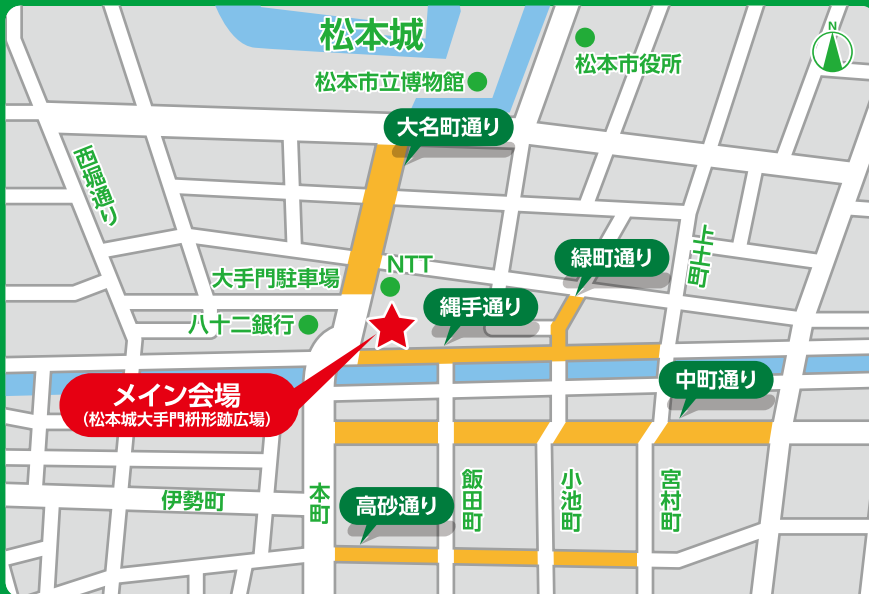 松本城
N
松本市役所
松本市立博物館
大名町通り
西堀通り
上土町
緑町通り
NTT
大手門駐車場
縄手通り
八十二銀行
メイン会場
(松本城大手門枡形跡広場)
中町通り
飯田町
小池町
宮村町
本町
伊勢町
高砂通り